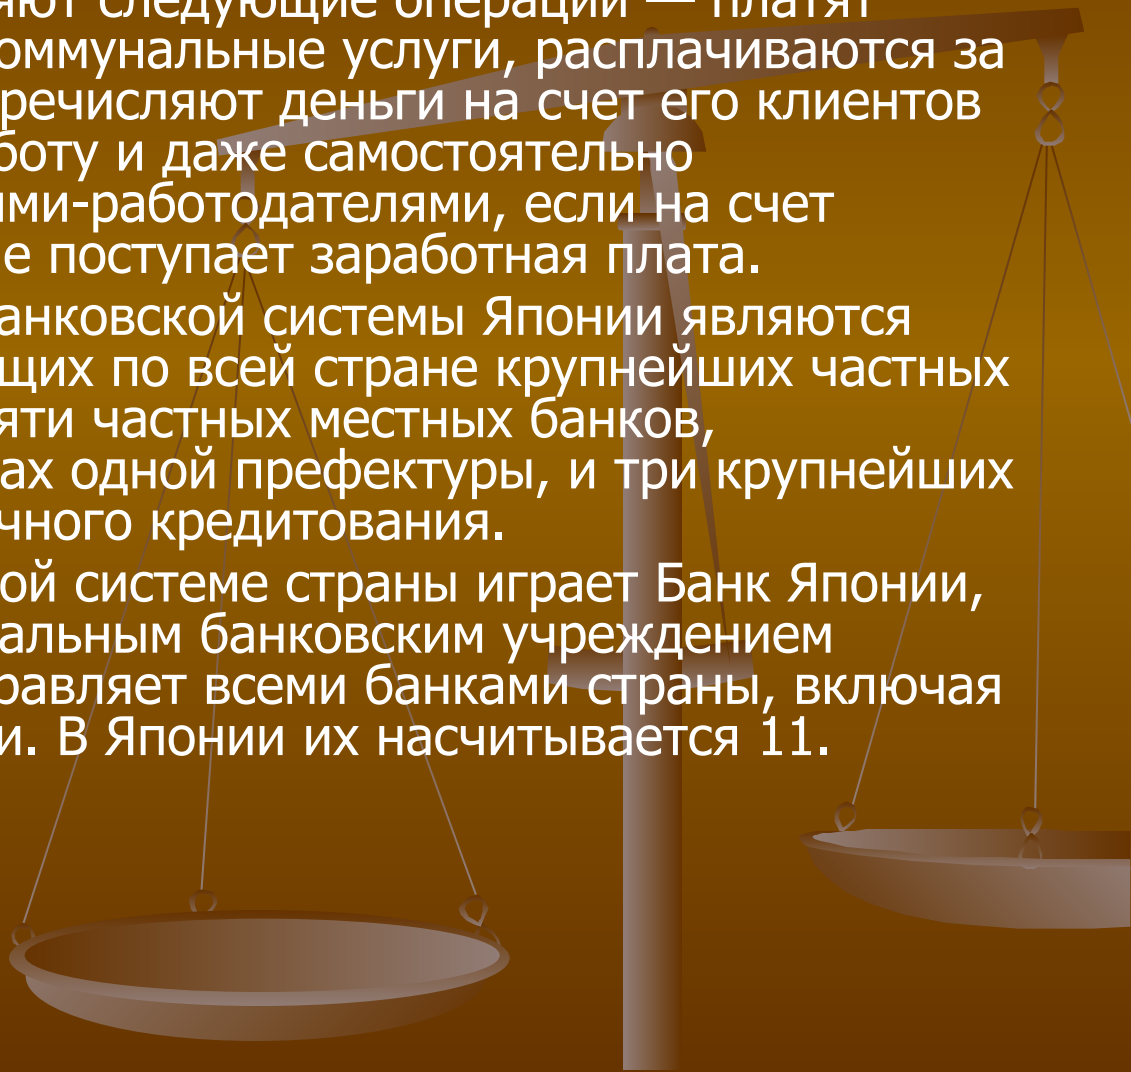 яют следующие операции — платят
оммунальные услуги, расплачиваются за
речисляют деньги на счет его клиентов
боту и даже самостоятельно
ими-работодателями, если на счет
е поступает заработная плата.
анковской системы Японии являются
щих по всей стране крупнейших частных
яти частных местных банков,
ах одной префектуры, и три крупнейших
чного кредитования.
ой системе страны играет Банк Японии,
альным банковским учреждением
равляет всеми банками страны, включая
и. В Японии их насчитывается 11.